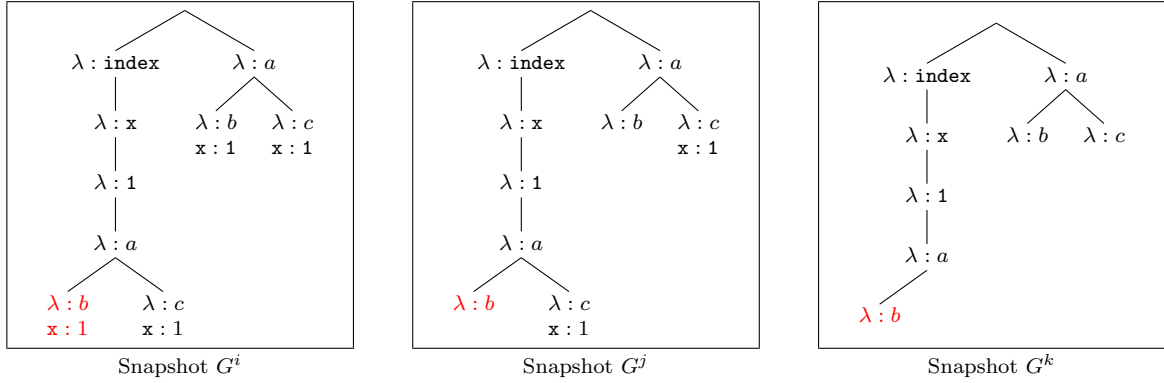 λ : index λ : a
λ : x λ : b λ : c
x : 1 x : 1
λ : 1
λ : a
λ : b λ : c
x : 1 x : 1
Snapshot G^i
λ : index λ : a
λ : x λ : b λ : c
x : 1
λ : 1
λ : a
λ : b λ : c
x : 1
Snapshot G^j
λ : index λ : a
λ : x λ : b λ : c
λ : 1
λ : a
λ : b
Snapshot G^k